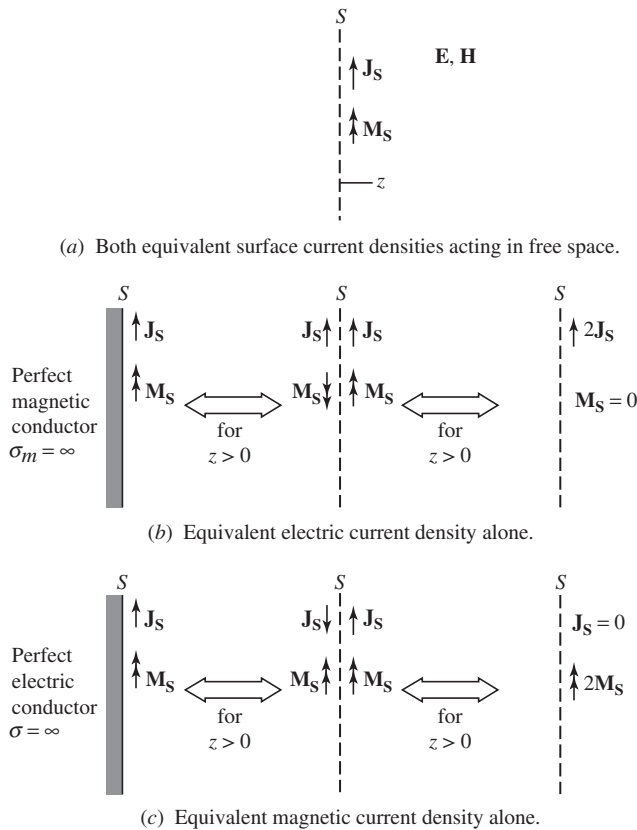 S
E, H
J_S
M_S
z
(a) Both equivalent surface current densities acting in free space.
S S S
J_S J_S J_S 2J_S
Perfect
magnetic
conductor
σ_m = ∞
M_S M_S M_S M_S = 0
for for
z > 0 z > 0
(b) Equivalent electric current density alone.
S S S
J_S J_S J_S J_S = 0
Perfect
electric
conductor
σ = ∞
M_S M_S M_S 2M_S
for for
z > 0 z > 0
(c) Equivalent magnetic current density alone.